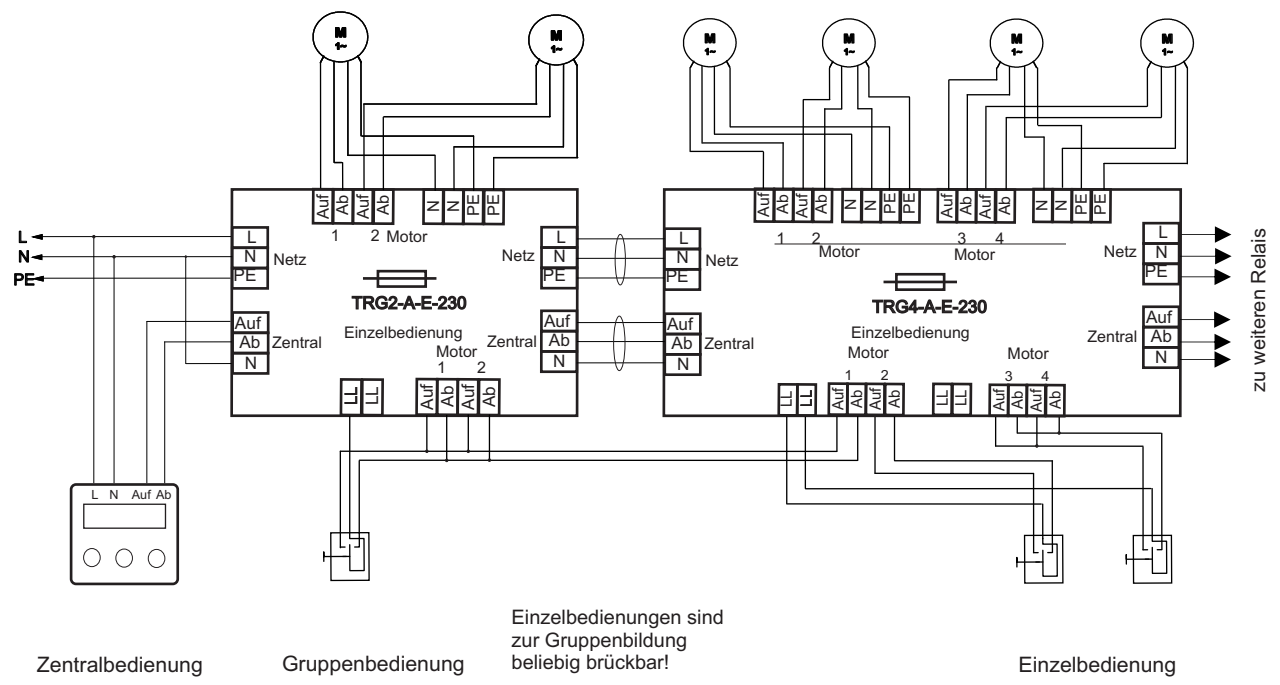 M
1~
M
1~
M
1~
M
1~
M
1~
M
1~
Auf Ab Auf Ab N N PE PE
1 2 Motor
Auf Ab Auf Ab N N PE PE
1 2
Motor
Auf Ab Auf Ab N N PE PE
3 4
Motor
L
N
PE
L
N
PE
Netz
Netz
L
N
PE
L
N
PE
Netz
Netz
L
N
PE
TRG2-A-E-230
Einzelbedienung
TRG4-A-E-230
Einzelbedienung
Auf
Ab
N
Zentral
Zentral
Auf
Ab
N
Auf
Ab
N
Zentral
Zentral
Auf
Ab
N
zu weiteren Relais
Motor
1 2
LL LL Auf Ab Auf Ab
Motor
1 2
LL LL Auf Ab Auf Ab
Motor
3 4
LL LL Auf Ab Auf Ab
L N Auf Ab
Einzelbedienungen sind
zur Gruppenbildung
beliebig brückbar!
Zentralbedienung
Gruppenbedienung
Einzelbedienung